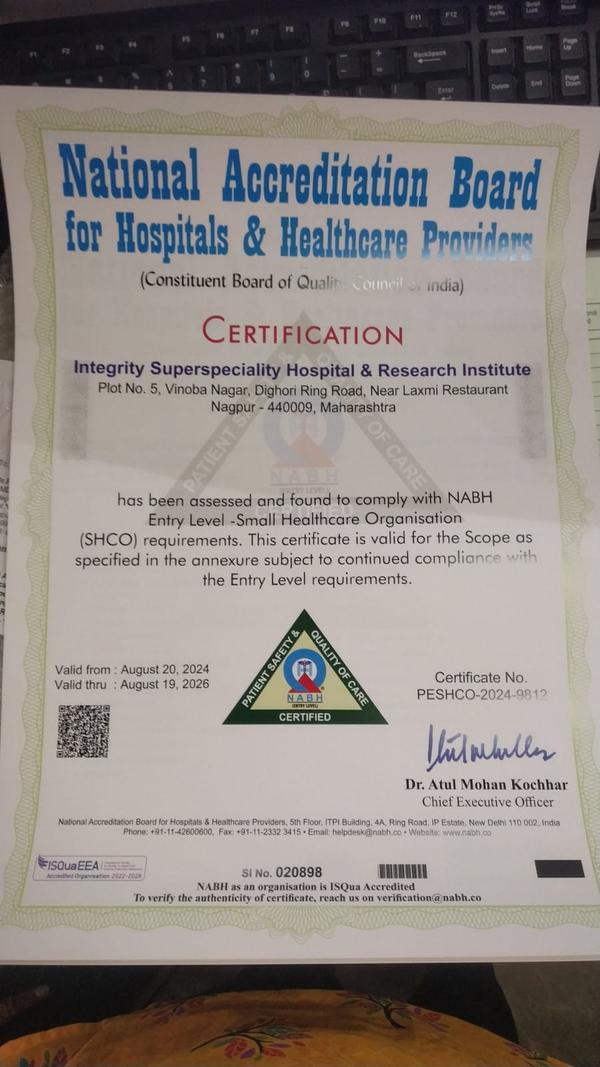 National Accreditation Board
for Hospitals & Healthcare Providers
(Constituent Board of Quality Council of India)
CERTIFICATION
Integrity Superspeciality Hospital & Research Institute
Plot No. 5, Vinoba Nagar, Dighori Ring Road, Near Laxmi Restaurant
Nagpur - 440009, Maharashtra
has been assessed and found to comply with NABH
Entry Level -Small Healthcare Organisation
(SHCO) requirements. This certificate is valid for the Scope as
specified in the annexure subject to continued compliance with
the Entry Level requirements.
Valid from : August 20, 2024
Valid thru : August 19, 2026
PATIENT SAFETY & QUALITY OF CARE
NABH
(ENTRY LEVEL)
CERTIFIED
Certificate No.
PESHCO-2024-9812
Dr. Atul Mohan Kochhar
Chief Executive Officer
National Accreditation Board for Hospitals & Healthcare Providers, 5th Floor, ITPI Building, 4A, Ring Road, IP Estate, New Delhi 110 002, India
Phone: +91-11-42600600, Fax: +91-11-2332 3415 • Email: helpdesk@nabh.co • Website: www.nabh.co
ISQuaEEA
Accredited Organisation 2022-2026
SI No. 020898
NABH as an organisation is ISQua Accredited
To verify the authenticity of certificate, reach us on verification@nabh.co